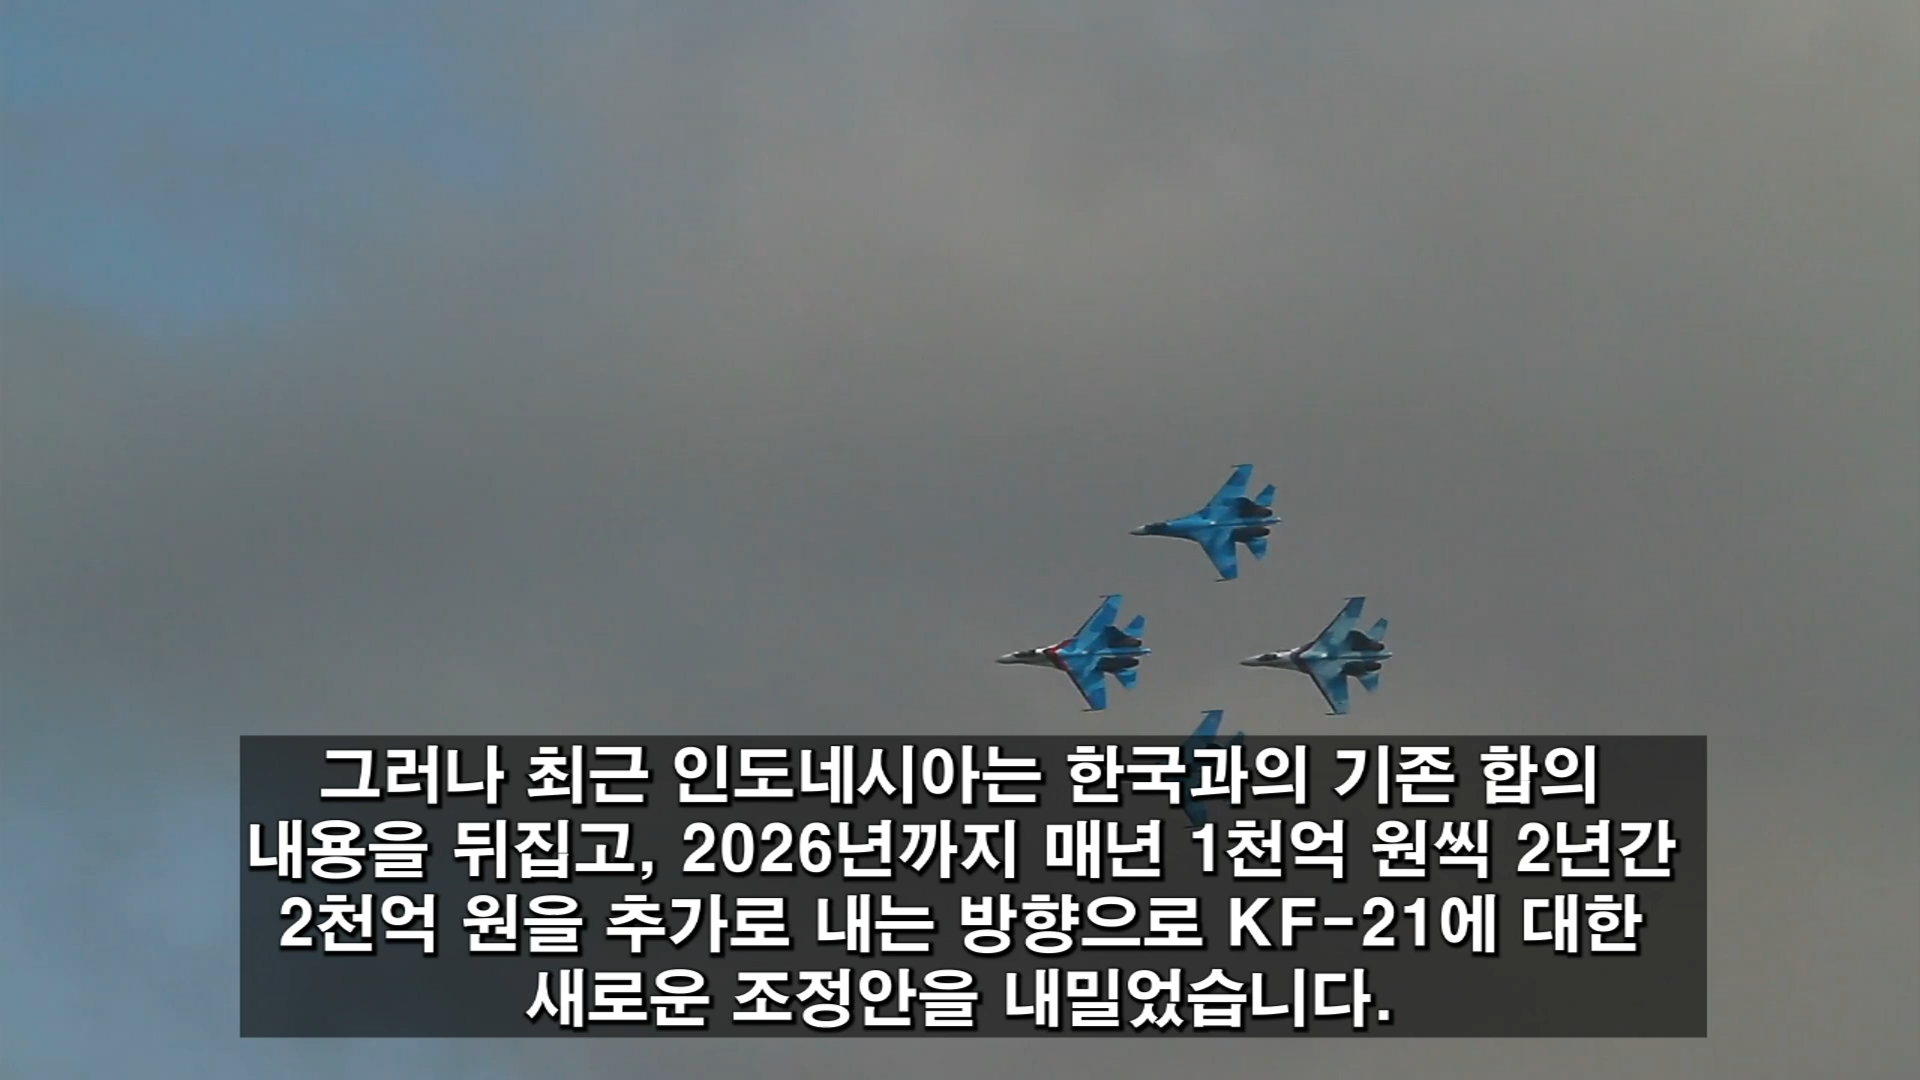 그러나 최근 인도네시아는 한국과의 기존 합의
내용을 뒤집고, 2026년까지 매년 1천억 원씩 2년간
2천억 원을 추가로 내는 방향으로 KF-21에 대한
새로운 조정안을 내밀었습니다.